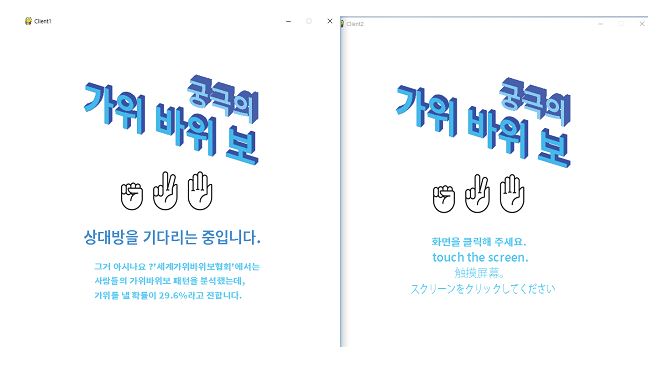 Client1
궁극의
가위 바위 보
상대방을 기다리는 중입니다.
그거 아시나요 ?'세계가위바위보협회'에서는
사람들의 가위바위보 패턴을 분석했는데,
가위를 낼 확률이 29.6%라고 전합니다.
Client2
궁극의
가위 바위 보
화면을 클릭해 주세요.
touch the screen.
触摸屏幕。
スクリーンをクリックしてください